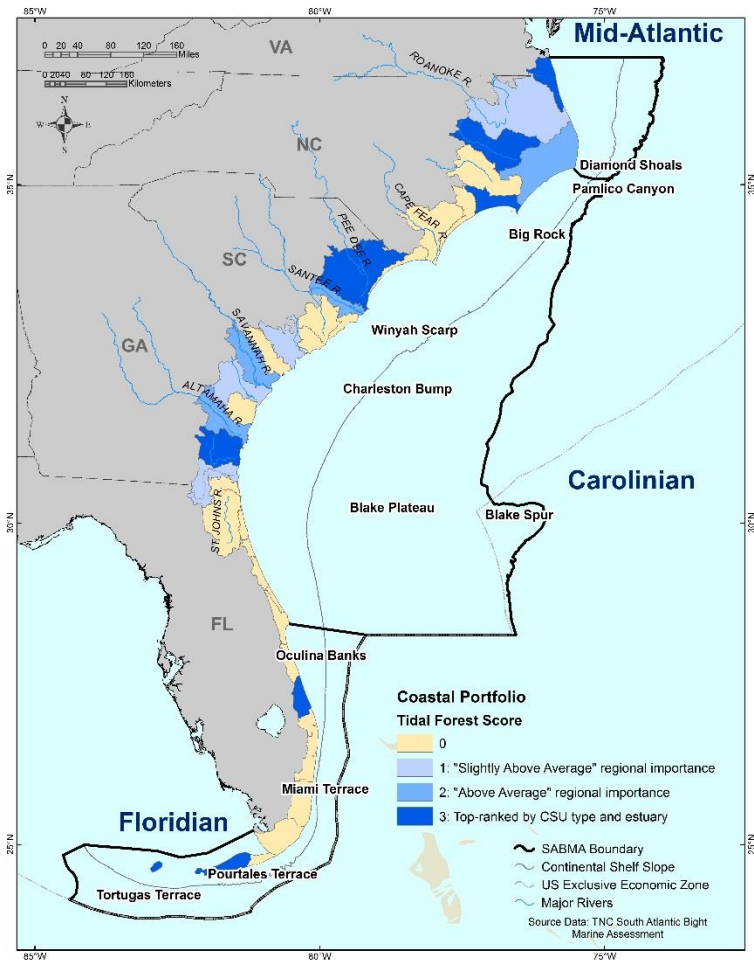 85°W
80°W
75°W
Mid-Atlantic
0 20 40 80 120 160
Miles
0 20 40 80 120 160
Kilometers
VA
ROANOKE R.
N
W E
S
NC
Diamond Shoals
35°N
35°N
Pamlico Canyon
CAPE FEAR R.
Big Rock
PEE DEE R.
SC
SANTEE R.
Winyah Scarp
SAVANNAH R.
GA
Charleston Bump
ALTAMAHA R.
Carolinian
Blake Plateau
Blake Spur
30°N
30°N
ST. JOHNS R.
FL
Oculina Banks
Coastal Portfolio
Tidal Forest Score
0
1: "Slightly Above Average" regional importance
2: "Above Average" regional importance
3: Top-ranked by CSU type and estuary
Miami Terrace
Floridian
25°N
25°N
SABMA Boundary
Continental Shelf Slope
US Exclusive Economic Zone
Major Rivers
Pourtales Terrace
Tortugas Terrace
Source Data: TNC South Atlantic Bight
Marine Assessment
85°W
80°W
75°W